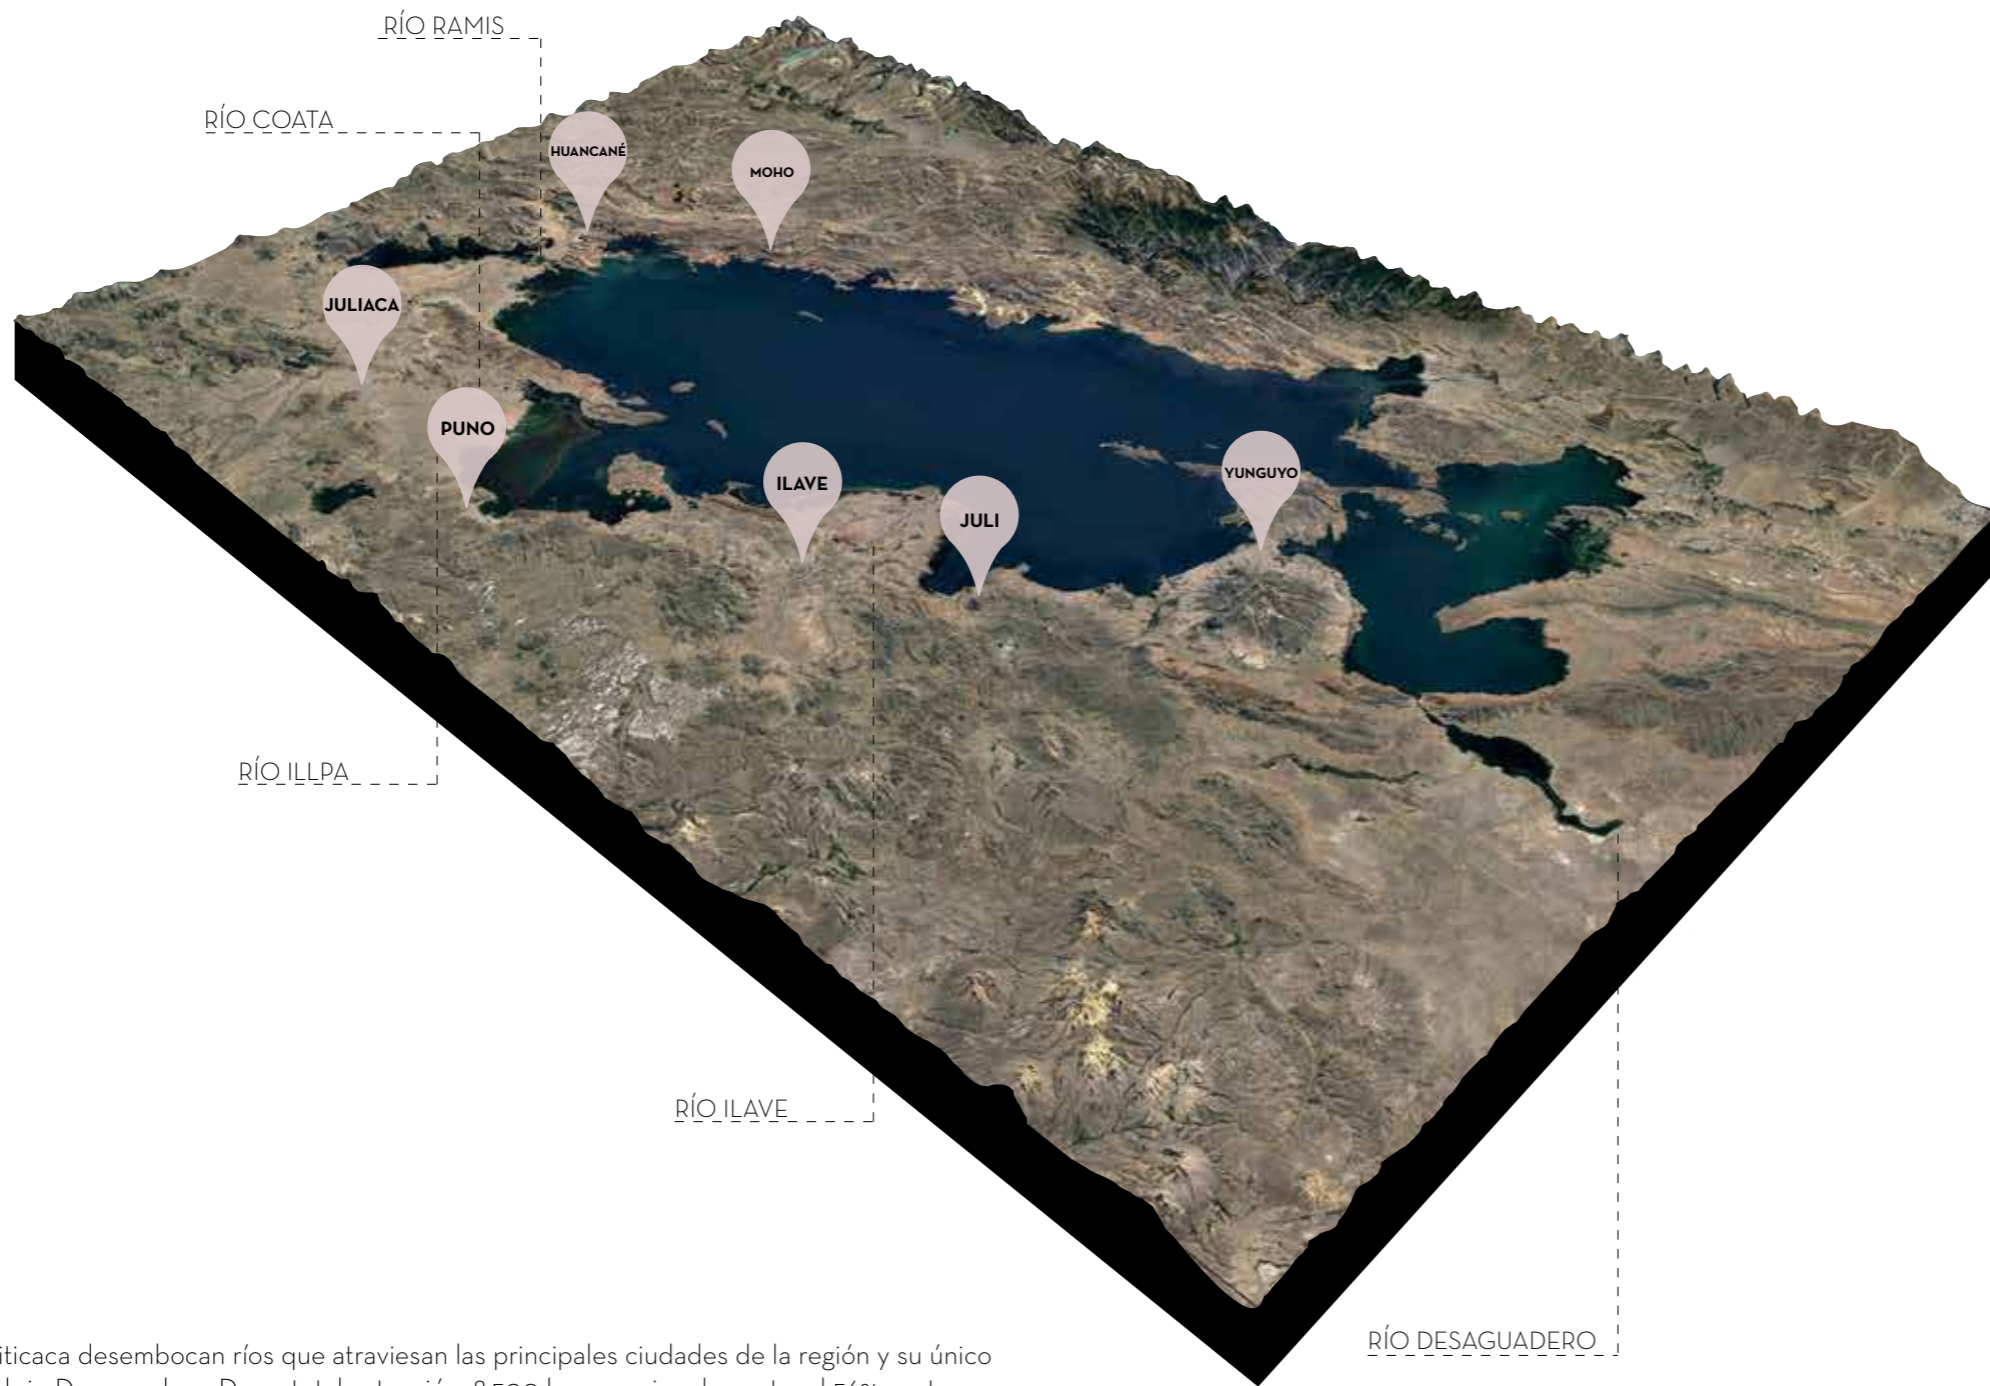 RÍO RAMIS
RÍO COATA
HUANCANÉ
MOHO
JULIACA
PUNO
ILAVE
JULI
YUNGUYO
RÍO ILLPA
RÍO ILAVE
RÍO DESAGUADERO
iticaca desembocan ríos que atraviesan las principales ciudades de la región y su único